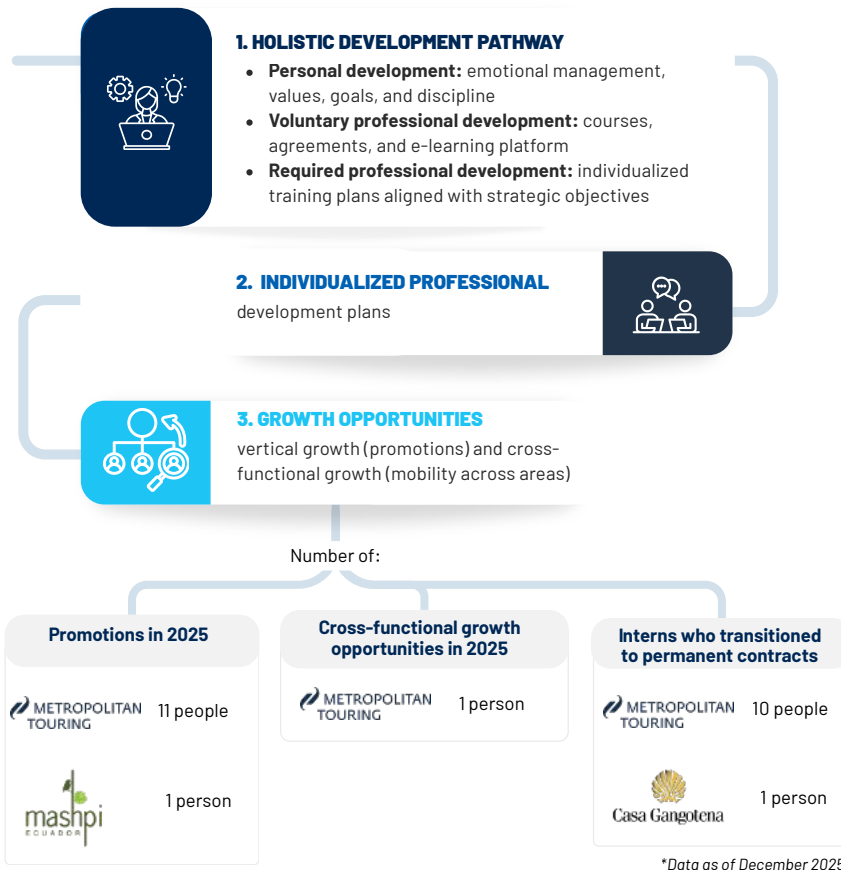 1. HOLISTIC DEVELOPMENT PATHWAY
• Personal development: emotional management,
values, goals, and discipline
• Voluntary professional development: courses,
agreements, and e-learning platform
• Required professional development: individualized
training plans aligned with strategic objectives
2. INDIVIDUALIZED PROFESSIONAL
development plans
3. GROWTH OPPORTUNITIES
vertical growth (promotions) and cross-
functional growth (mobility across areas)
Number of:
Promotions in 2025
METROPOLITAN
TOURING
11 people
mashpi
ECUADOR
1 person
Cross-functional growth
opportunities in 2025
METROPOLITAN
TOURING
1 person
Interns who transitioned
to permanent contracts
METROPOLITAN
TOURING
10 people
Casa Gangotena
1 person
*Data as of December 2025